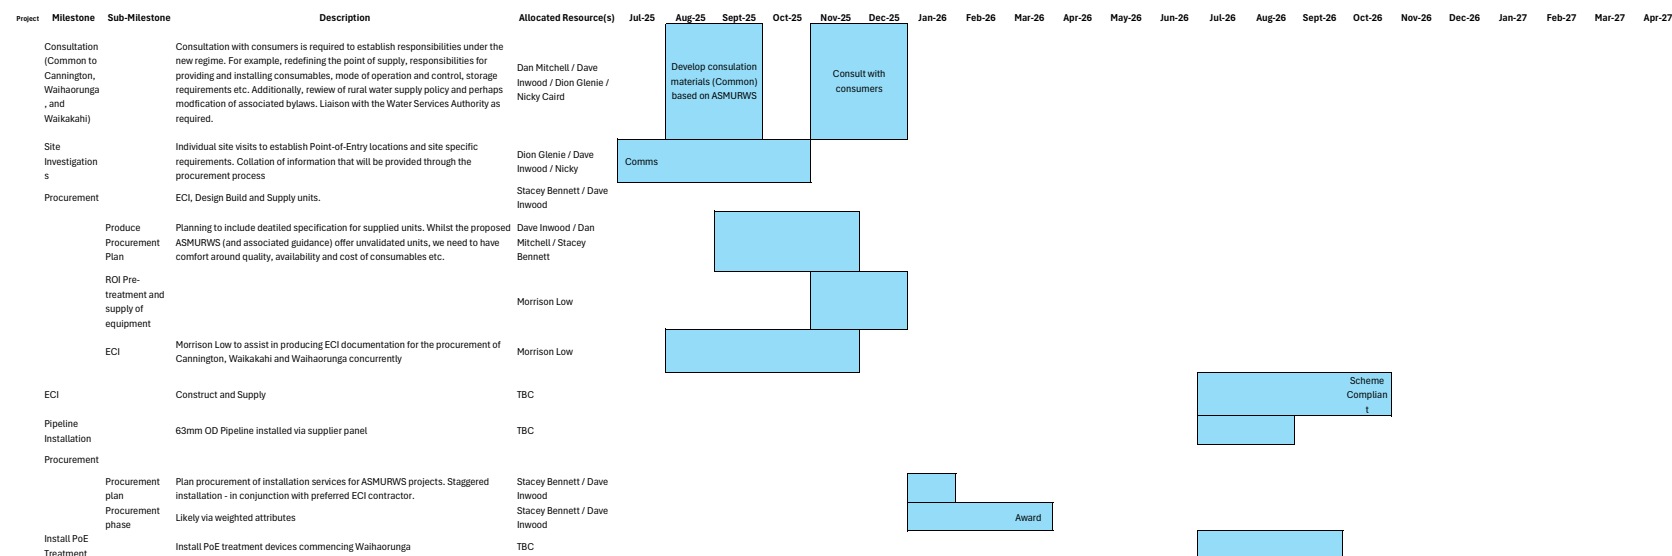 Project Milestone Sub-Milestone Description Allocated Resource(s) Jul-25 Aug-25 Sept-25 Oct-25 Nov-25 Dec-25 Jan-26 Feb-26 Mar-26 Apr-26 May-26 Jun-26 Jul-26 Aug-26 Sept-26 Oct-26 Nov-26 Dec-26 Jan-27 Feb-27 Mar-27 Apr-27
Consultation
(Common to
Cannington,
Waihaorunga
, and
Waikakahi)
Consultation with consumers is required to establish responsibilities under the
new regime. For example, redefining the point of supply, responsibilities for
providing and installing consumables, mode of operation and control, storage
requirements etc. Additionally, rewiew of rural water supply policy and perhaps
modfication of associated bylaws. Liaison with the Water Services Authority as
required.
Dan Mitchell / Dave
Inwood / Dion Glenie /
Nicky Caird
Develop consulation
materials (Common)
based on ASMURWS
Consult with
consumers
Site
Investigation
s
Individual site visits to establish Point-of-Entry locations and site specific
requirements. Collation of information that will be provided through the
procurement process
Dion Glenie / Dave
Inwood / Nicky
Comms
Procurement
ECI, Design Build and Supply units.
Stacey Bennett / Dave
Inwood
Produce
Procurement
Plan
Planning to include deatiled specification for supplied units. Whilst the proposed
ASMURWS (and associated guidance) offer unvalidated units, we need to have
comfort around quality, availability and cost of consumables etc.
Dave Inwood / Dan
Mitchell / Stacey
Bennett
ROI Pre-
treatment and
supply of
equipment
Morrison Low
ECI
Morrison Low to assist in producing ECI documentation for the procurement of
Cannington, Waikakahi and Waihaorunga concurrently
Morrison Low
ECI
Construct and Supply
TBC
Scheme
Complian
t
Pipeline
Installation
63mm OD Pipeline installed via supplier panel
TBC
Procurement
Procurement
plan
Plan procurement of installation services for ASMURWS projects. Staggered
installation - in conjunction with preferred ECI contractor.
Stacey Bennett / Dave
Inwood
Procurement
phase
Likely via weighted attributes
Stacey Bennett / Dave
Inwood
Award
Install PoE
Treatment
Install PoE treatment devices commencing Waihaorunga
TBC